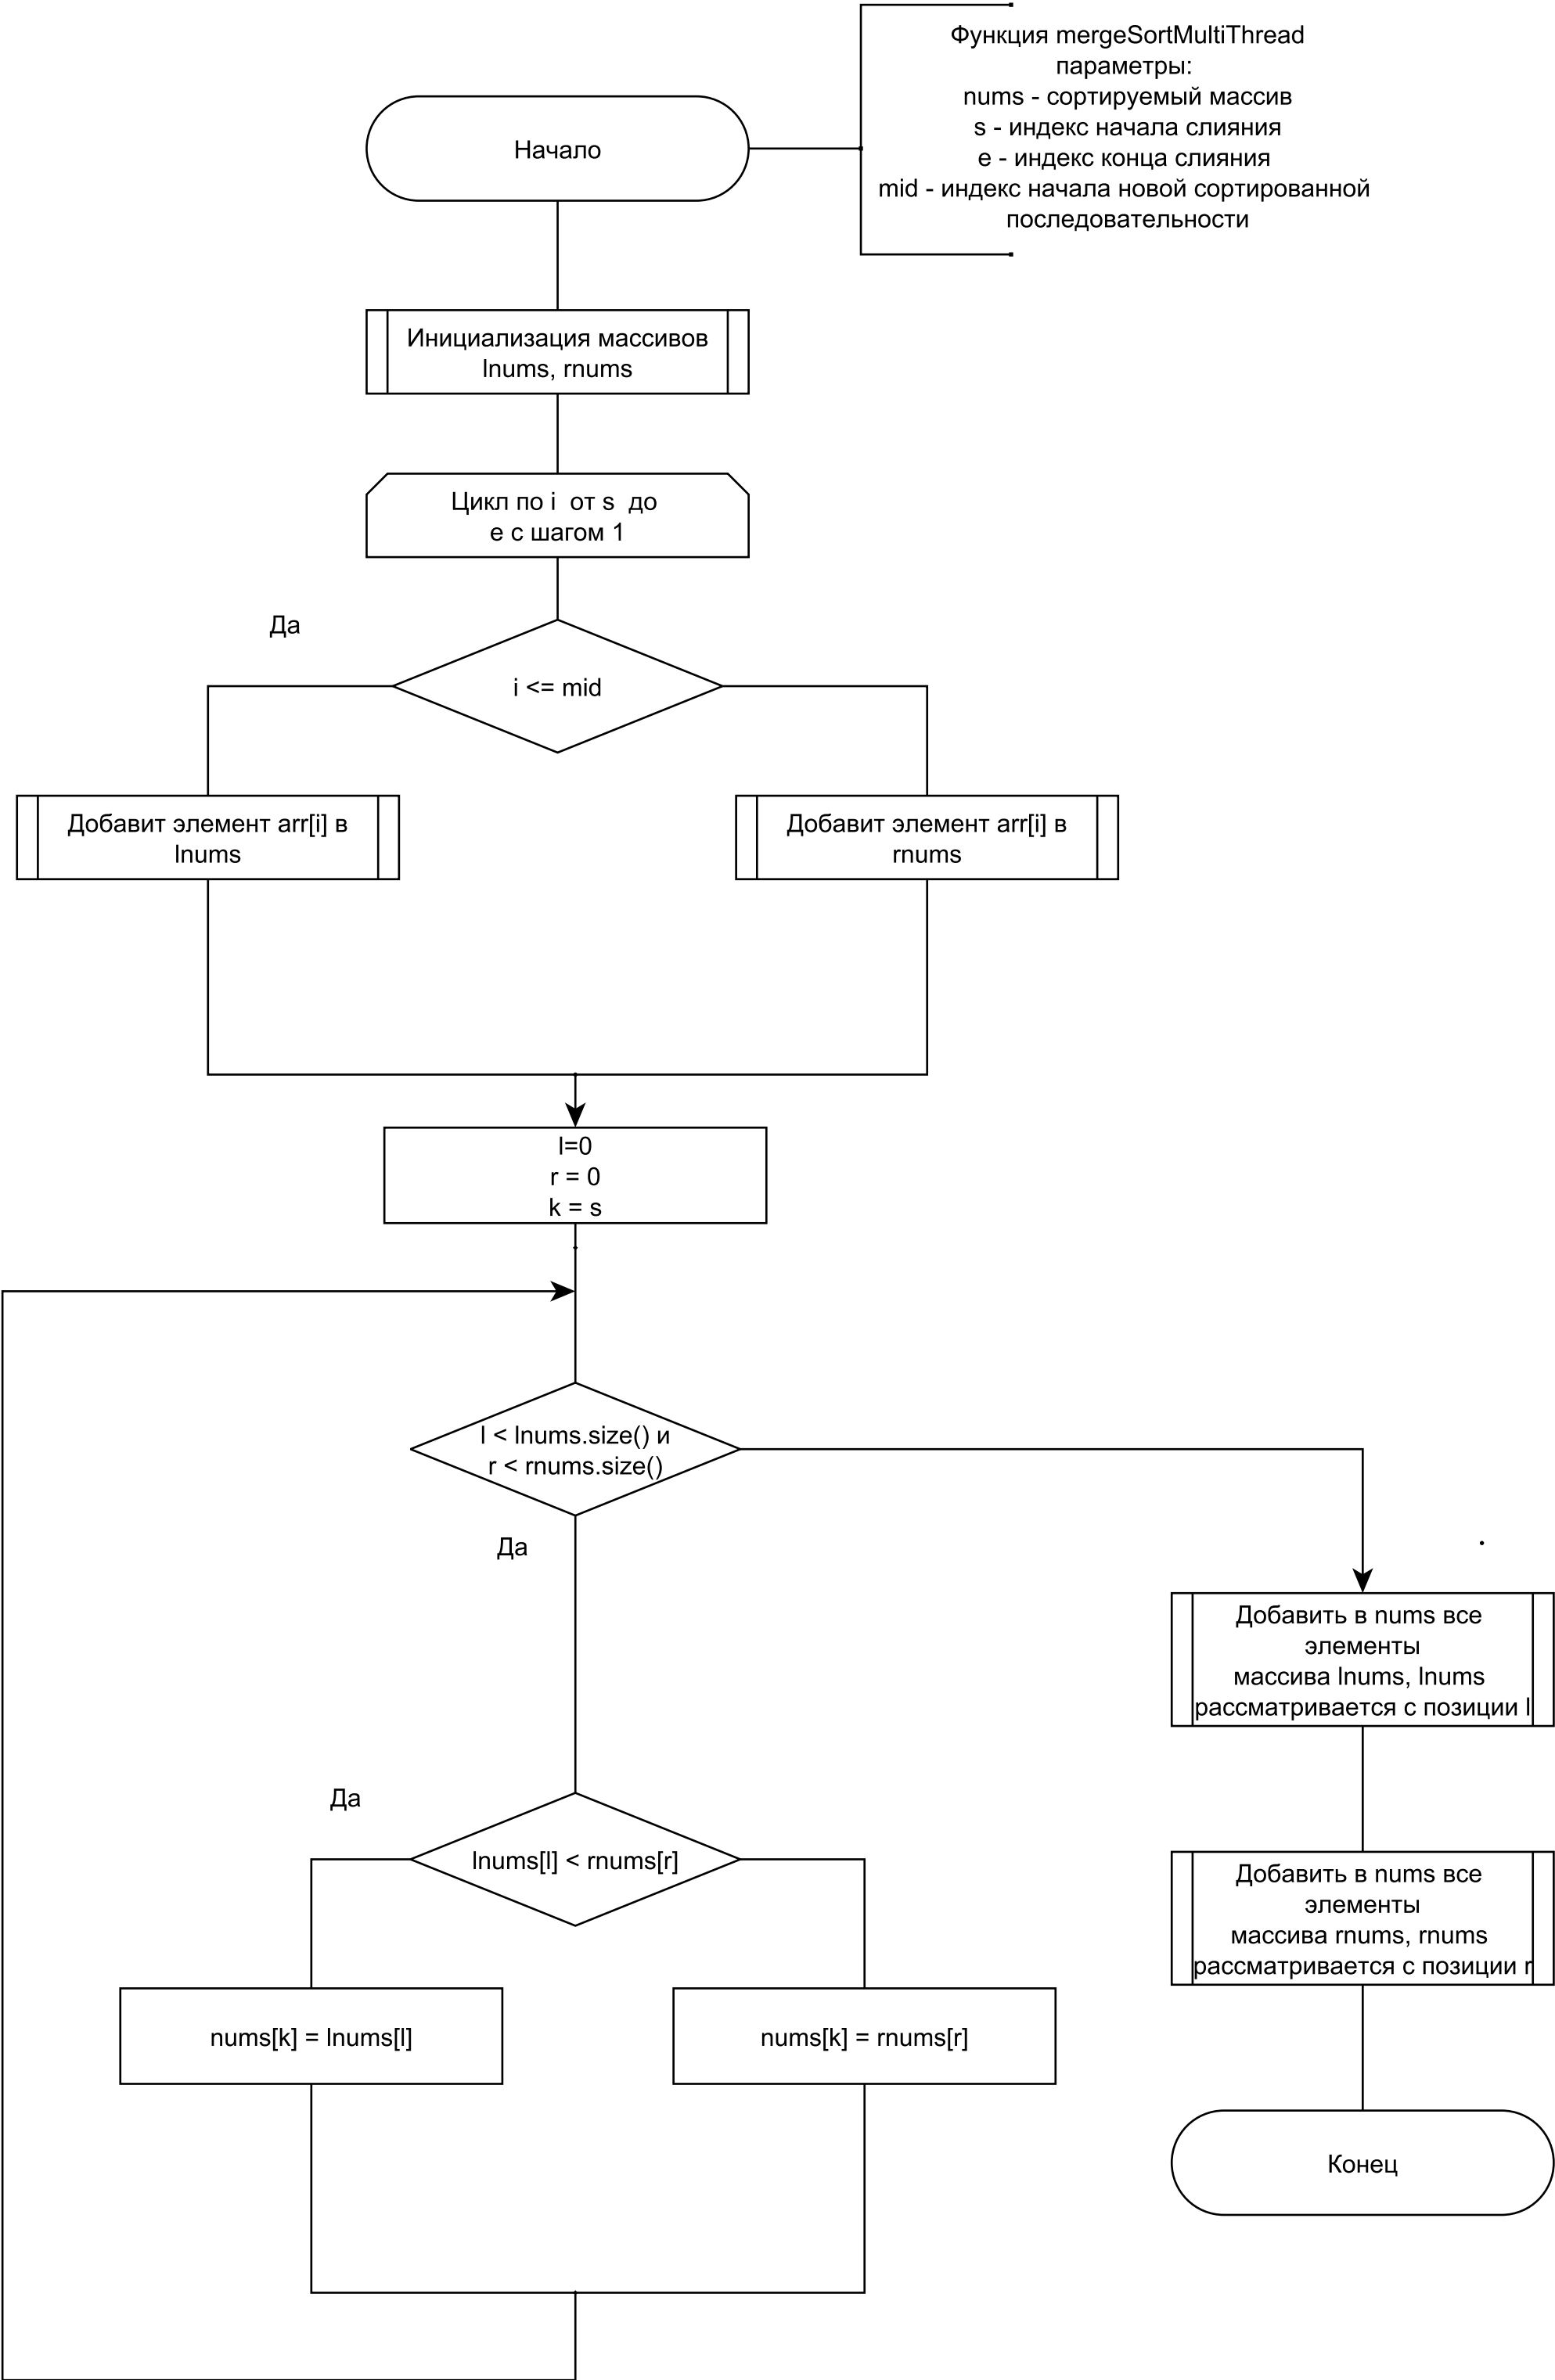 Функция mergeSortMultiThread
параметры:
nums - сортируемый массив
s - индекс начала слияния
e - индекс конца слияния
mid - индекс начала новой сортированной
последовательности
Начало
Инициализация массивов
lnums, rnums
Цикл по i от s до
e с шагом 1
Да
i <= mid
Добавит элемент arr[i] в
lnums
Добавит элемент arr[i] в
rnums
l=0
r = 0
k = s
l < lnums.size() и
r < rnums.size()
Да
Добавить в nums все
элементы
массива lnums, lnums
рассматривается с позиции l
Да
lnums[l] < rnums[r]
Добавить в nums все
элементы
массива rnums, rnums
рассматривается с позиции r
nums[k] = lnums[l]
nums[k] = rnums[r]
Конец